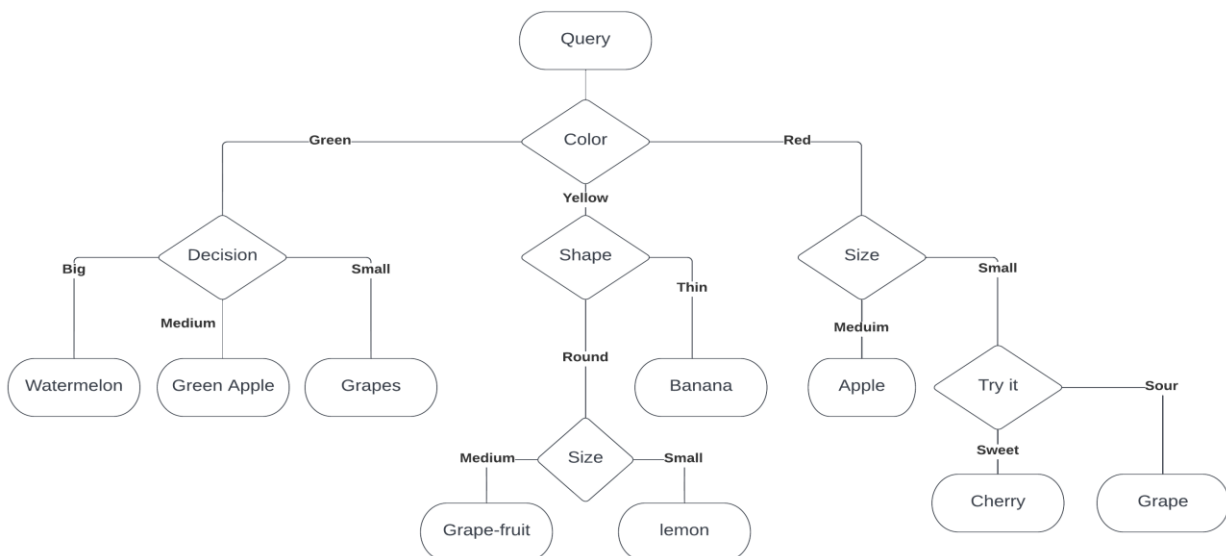 Query
Green
Color
Red
Yellow
Decision
Shape
Size
Big
Small
Small
Thin
Medium
Meduim
Round
Watermelon
Green Apple
Grapes
Banana
Apple
Try it
Sour
Sweet
Medium
Size
Small
Cherry
Grape
Grape-fruit
lemon